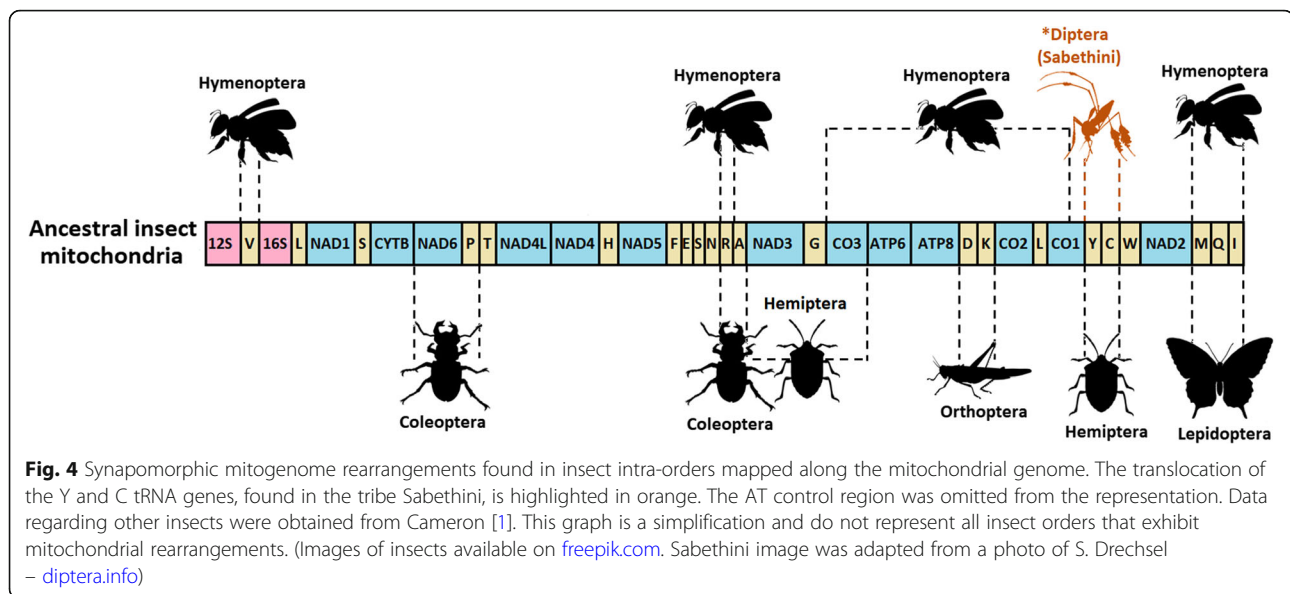 *Diptera
(Sabethini)
Hymenoptera
Hymenoptera
Hymenoptera
Hymenoptera
Ancestral insect
mitochondria
12S V 16S L NAD1 S CYTB NAD6 P T NAD4L NAD4 H NAD5 F E S N R A NAD3 G CO3 ATP6 ATP8 D K CO2 L CO1 Y C W NAD2 M Q I
Hemiptera
Coleoptera
Coleoptera
Orthoptera
Hemiptera
Lepidoptera
Fig. 4 Synapomorphic mitogenome rearrangements found in insect intra-orders mapped along the mitochondrial genome. The translocation of
the Y and C tRNA genes, found in the tribe Sabethini, is highlighted in orange. The AT control region was omitted from the representation. Data
regarding other insects were obtained from Cameron [1]. This graph is a simplification and do not represent all insect orders that exhibit
mitochondrial rearrangements. (Images of insects available on freepik.com. Sabethini image was adapted from a photo of S. Drechsel
– diptera.info)